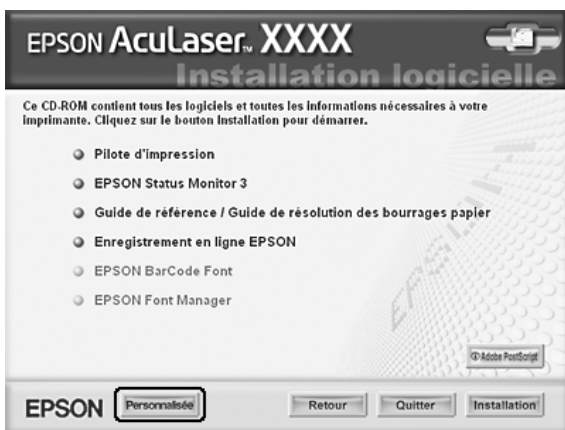 EPSON AcuLaser™ XXXX
Installation logicielle
Ce CD-ROM contient tous les logiciels et toutes les informations nécessaires à votre
imprimante. Cliquez sur le bouton Installation pour démarrer.
Pilote d'impression
EPSON Status Monitor 3
Guide de référence / Guide de résolution des bourrages papier
Enregistrement en ligne EPSON
EPSON BarCode Font
EPSON Font Manager
EPSON
Adobe PostScript
EPSON Personnalisée Retour Quitter Installation